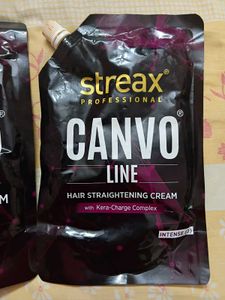 streax®
PROFESSIONAL
CANVO®
LINE
HAIR STRAIGHTENING CREAM
with Kera-Charge Complex
INTENSE
M